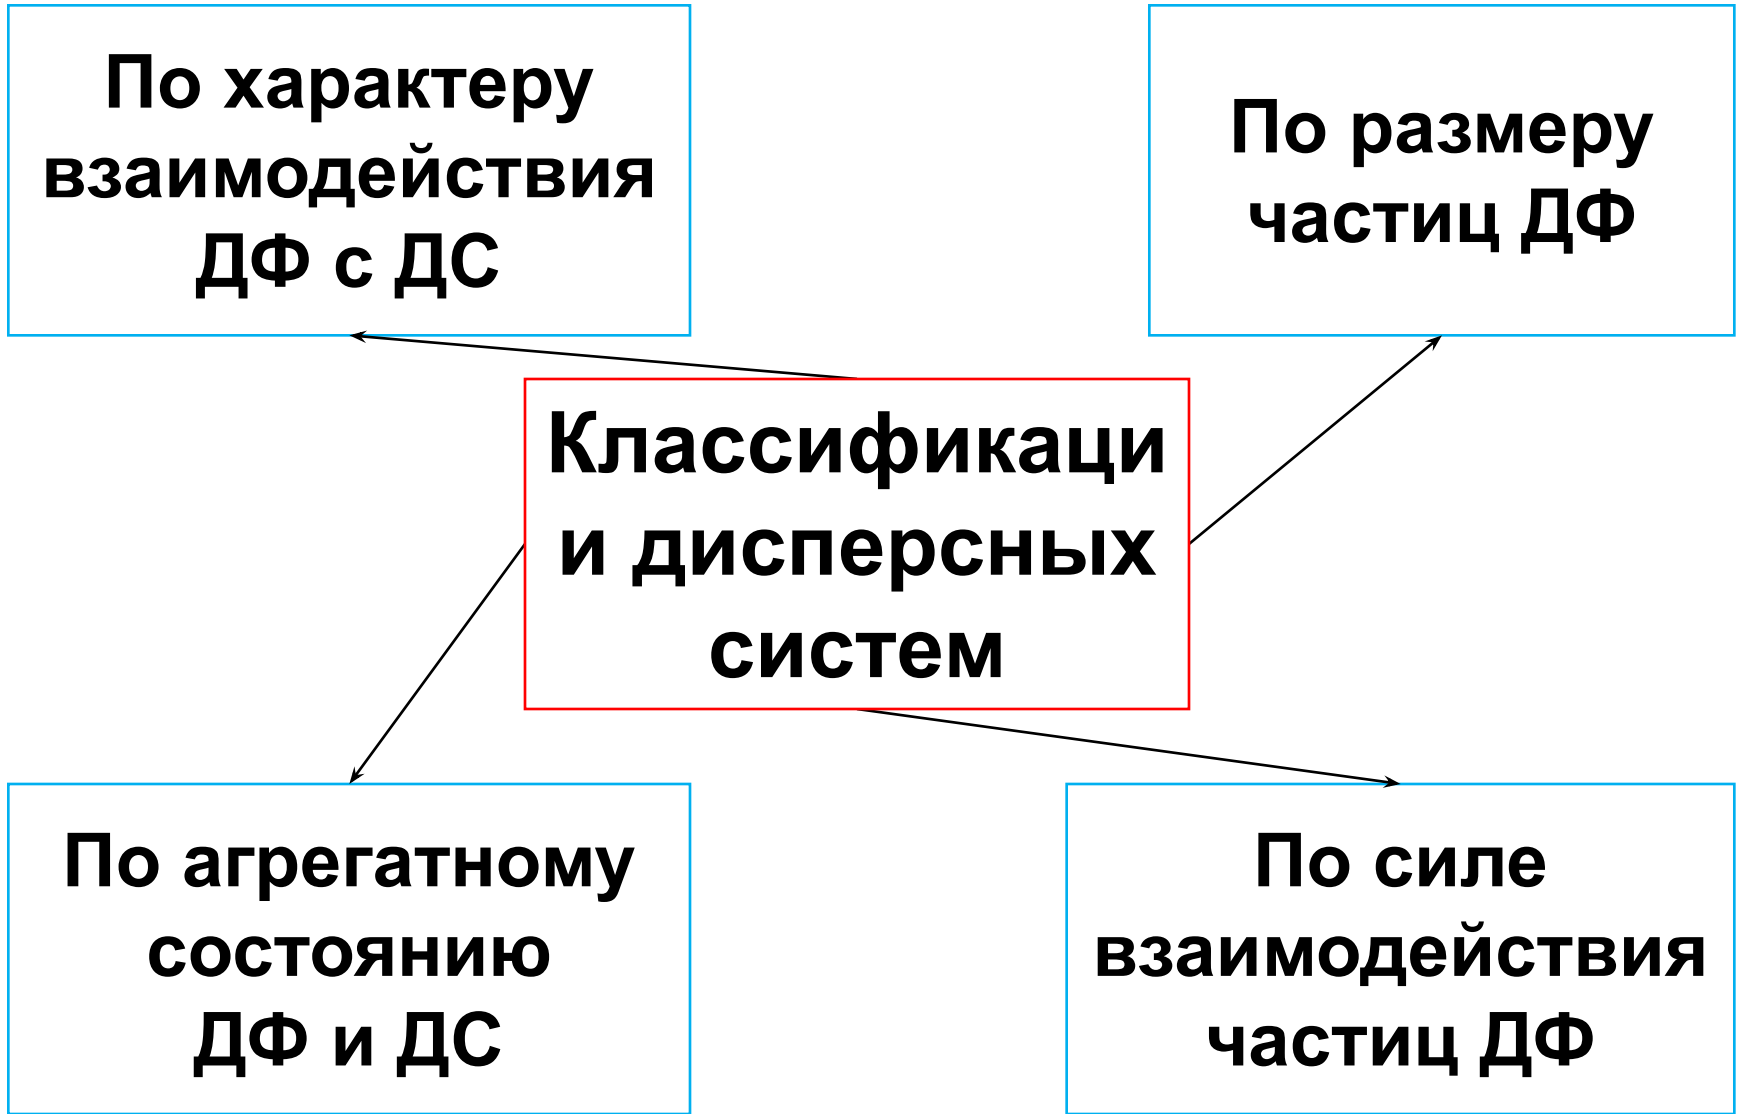 По характеру
взаимодействия
ДФ с ДС
По размеру
частиц ДФ
Классификаци
и дисперсных
систем
По агрегатному
состоянию
ДФ и ДС
По силе
взаимодействия
частиц ДФ